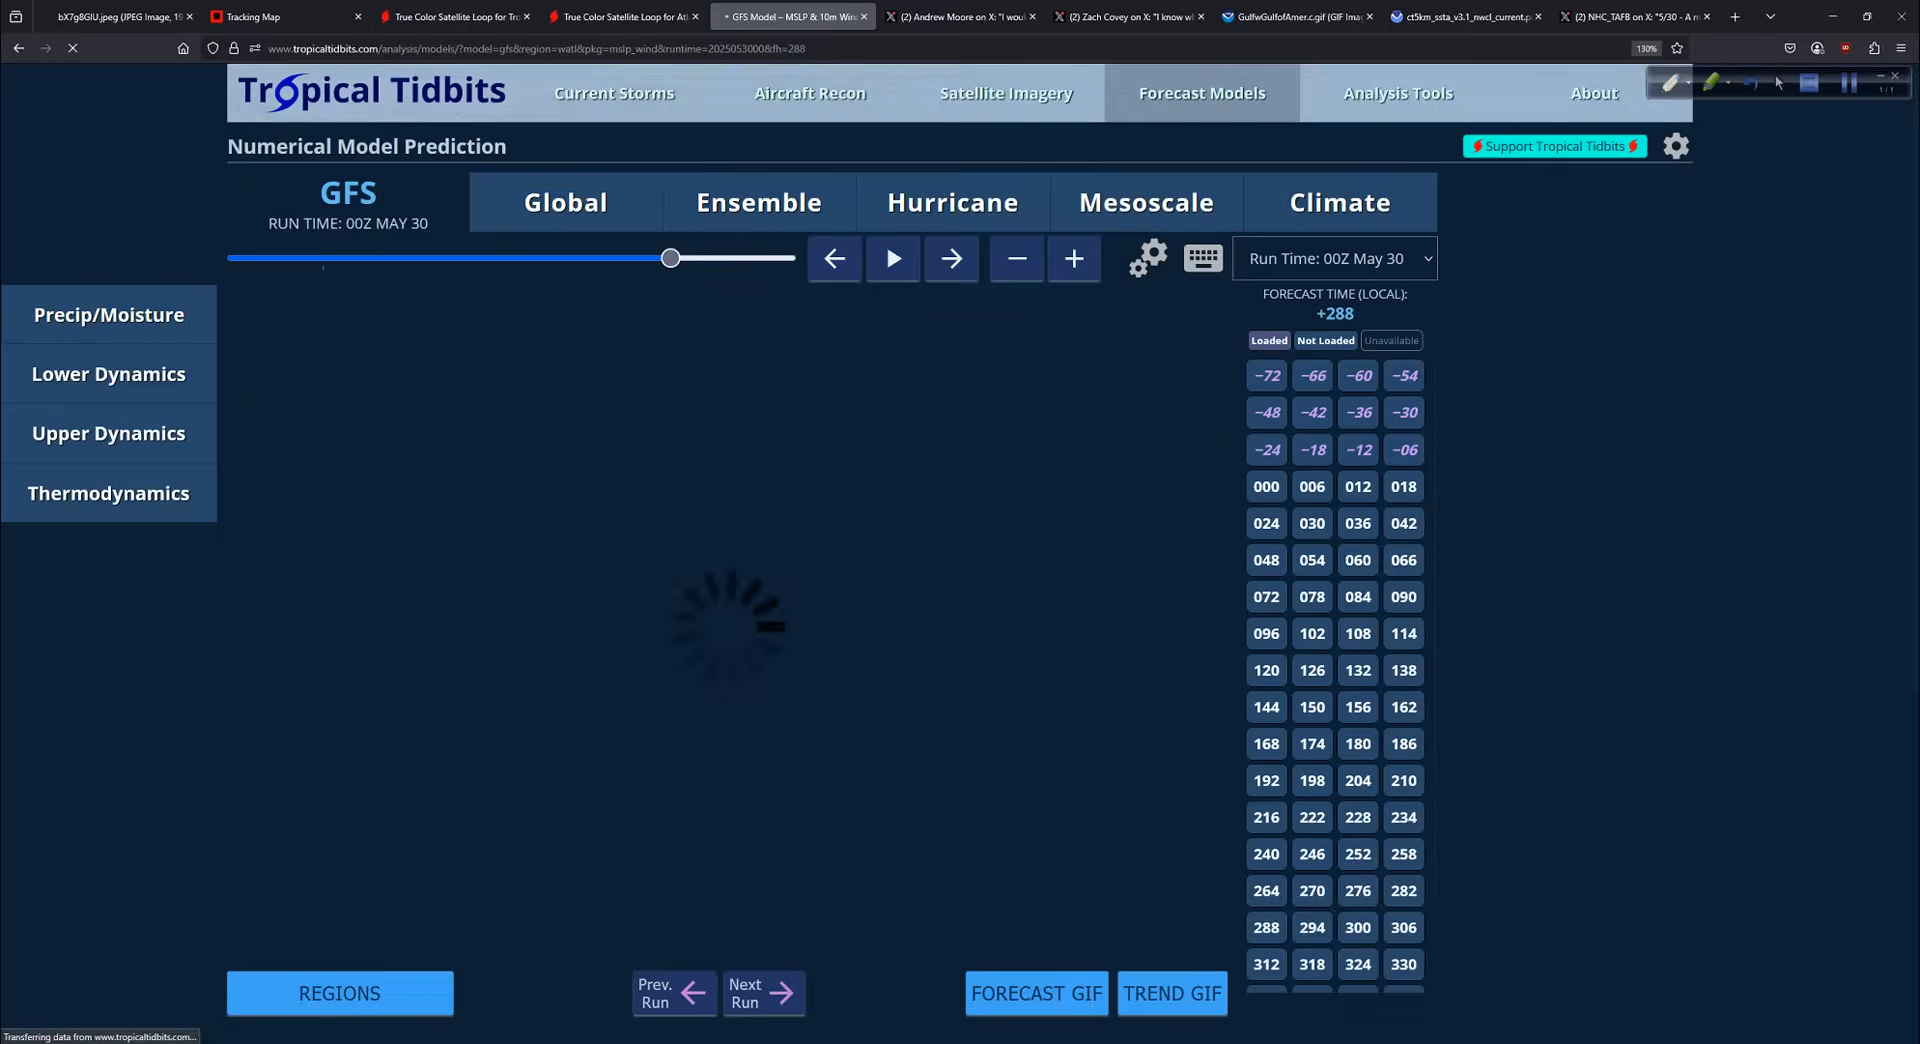 bX7g8GlU.jpeg (JPEG Image, 19
Tracking Map
True Color Satellite Loop for Tro
True Color Satellite Loop for Atl
GFS Model – MSLP & 10m Win
(2) Andrew Moore on X: "I wou
(2) Zach Covey on X: "I know w
GulfwGulfofAmer.c.gif (GIF Imag
ct5km_ssta_v3.1_nwcl_current.p
(2) NHC_TAFB on X: "5/30 - A m
www.tropicaltidbits.com/analysis/models/?model=gfs&region=watl&pkg=mslp_wind&runtime=2025053000&fh=288
130%
Tropical Tidbits
Current Storms
Aircraft Recon
Satellite Imagery
Forecast Models
Analysis Tools
About
1/1
Numerical Model Prediction
Support Tropical Tidbits
GFS
RUN TIME: 00Z MAY 30
Global
Ensemble
Hurricane
Mesoscale
Climate
Run Time: 00Z May 30
Precip/Moisture
Lower Dynamics
Upper Dynamics
Thermodynamics
FORECAST TIME (LOCAL):
+288
Loaded Not Loaded Unavailable
−72 −66 −60 −54
−48 −42 −36 −30
−24 −18 −12 −06
000 006 012 018
024 030 036 042
048 054 060 066
072 078 084 090
096 102 108 114
120 126 132 138
144 150 156 162
168 174 180 186
192 198 204 210
216 222 228 234
240 246 252 258
264 270 276 282
288 294 300 306
312 318 324 330
REGIONS
Prev.
Run
Next
Run
FORECAST GIF
TREND GIF
Transferring data from www.tropicaltidbits.com...